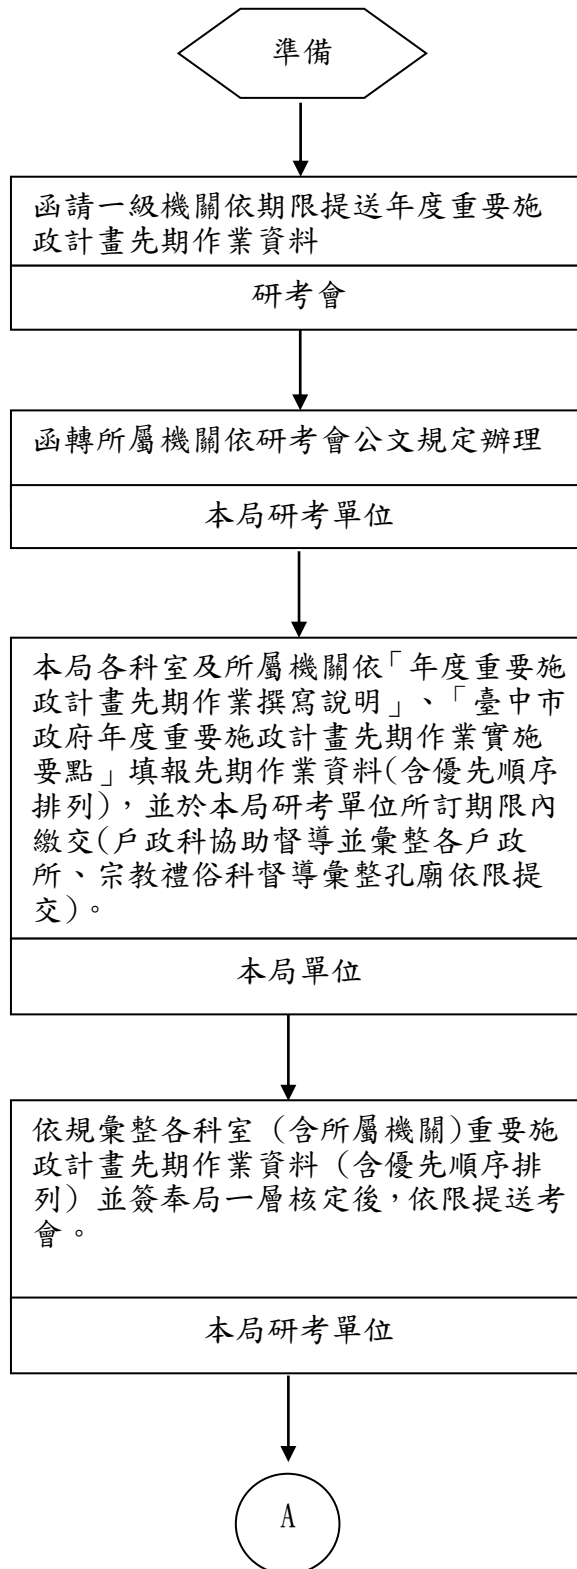 準備
函請一級機關依期限提送年度重要施
政計畫先期作業資料
研考會
函轉所屬機關依研考會公文規定辦理
本局研考單位
本局各科室及所屬機關依「年度重要施
政計畫先期作業撰寫說明」、「臺中市
政府年度重要施政計畫先期作業實施
要點」填報先期作業資料(含優先順序
排列)，並於本局研考單位所訂期限內
繳交(戶政科協助督導並彙整各戶政
所、宗教禮俗科督導彙整孔廟依限提
交)。
本局單位
依規彙整各科室 (含所屬機關)重要施
政計畫先期作業資料 (含優先順序排
列) 並簽奉局一層核定後，依限提送考
會。
本局研考單位
A